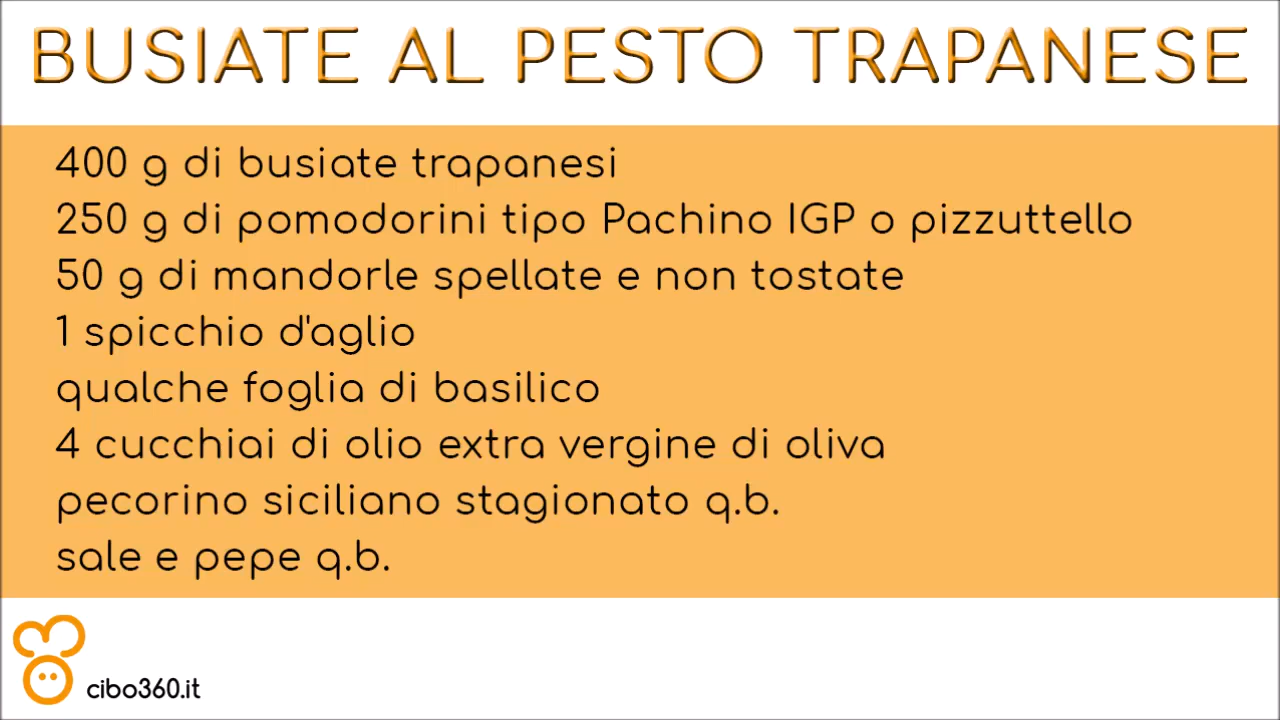 BUSIATE AL PESTO TRAPANESE
400 g di busiate trapanesi
250 g di pomodorini tipo Pachino IGP o pizzuttello
50 g di mandorle spellate e non tostate
1 spicchio d'aglio
qualche foglia di basilico
4 cucchiai di olio extra vergine di oliva
pecorino siciliano stagionato q.b.
sale e pepe q.b.
cibo360.it